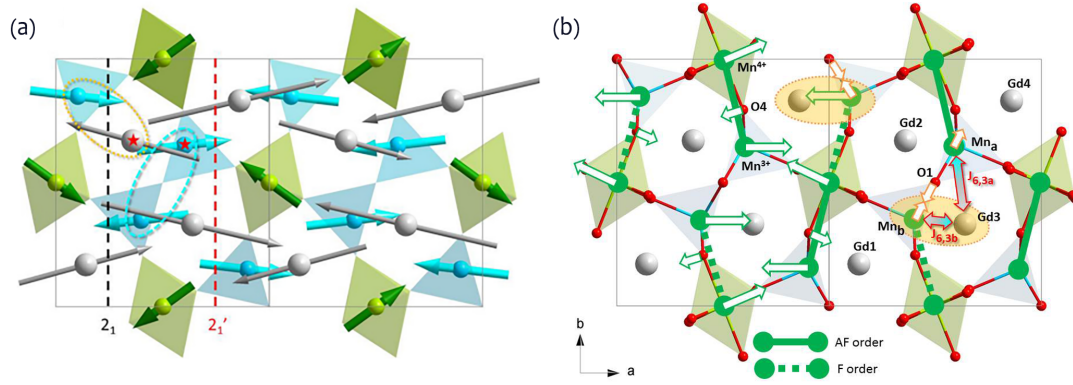 (a)
2₁
2₁′
(b)
Mn⁴⁺
O4
Mn³⁺
Gd4
Gd2
Mnₐ
O1
J₆,₃ₐ
Gd3
Mn_b
J₆,₃b
Gd1
b
a
AF order
F order